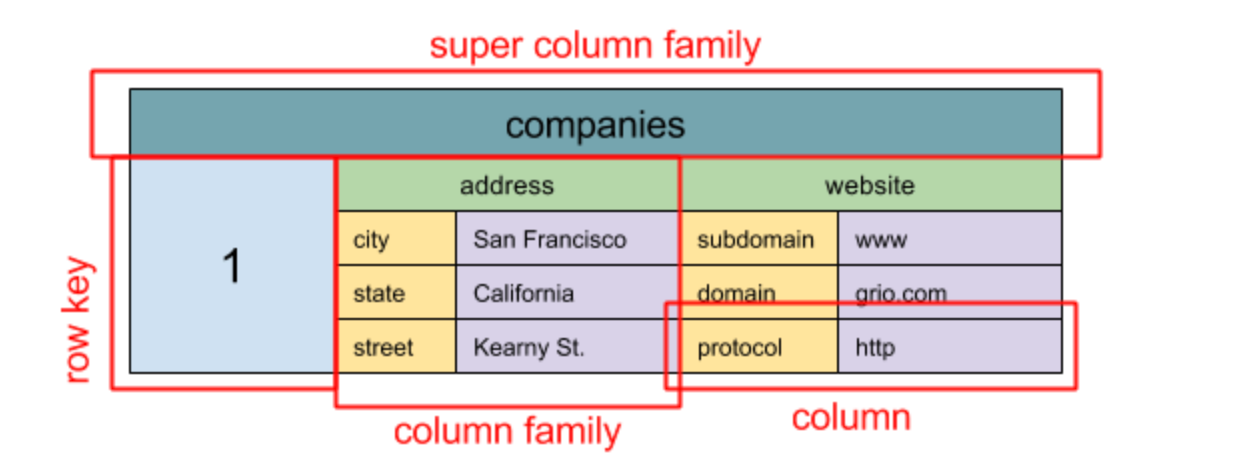 super column family
companies
address website
city San Francisco subdomain www
1
state California domain grio.com
street Kearny St. protocol http
row key
column family
column